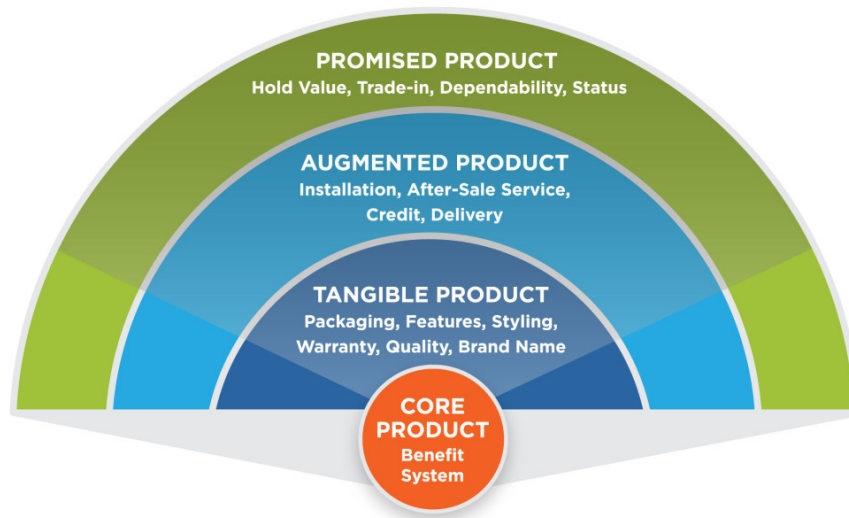 PROMISED PRODUCT
Hold Value, Trade-in, Dependability, Status
AUGMENTED PRODUCT
Installation, After-Sale Service,
Credit, Delivery
TANGIBLE PRODUCT
Packaging, Features, Styling,
Warranty, Quality, Brand Name
CORE
PRODUCT
Benefit
System